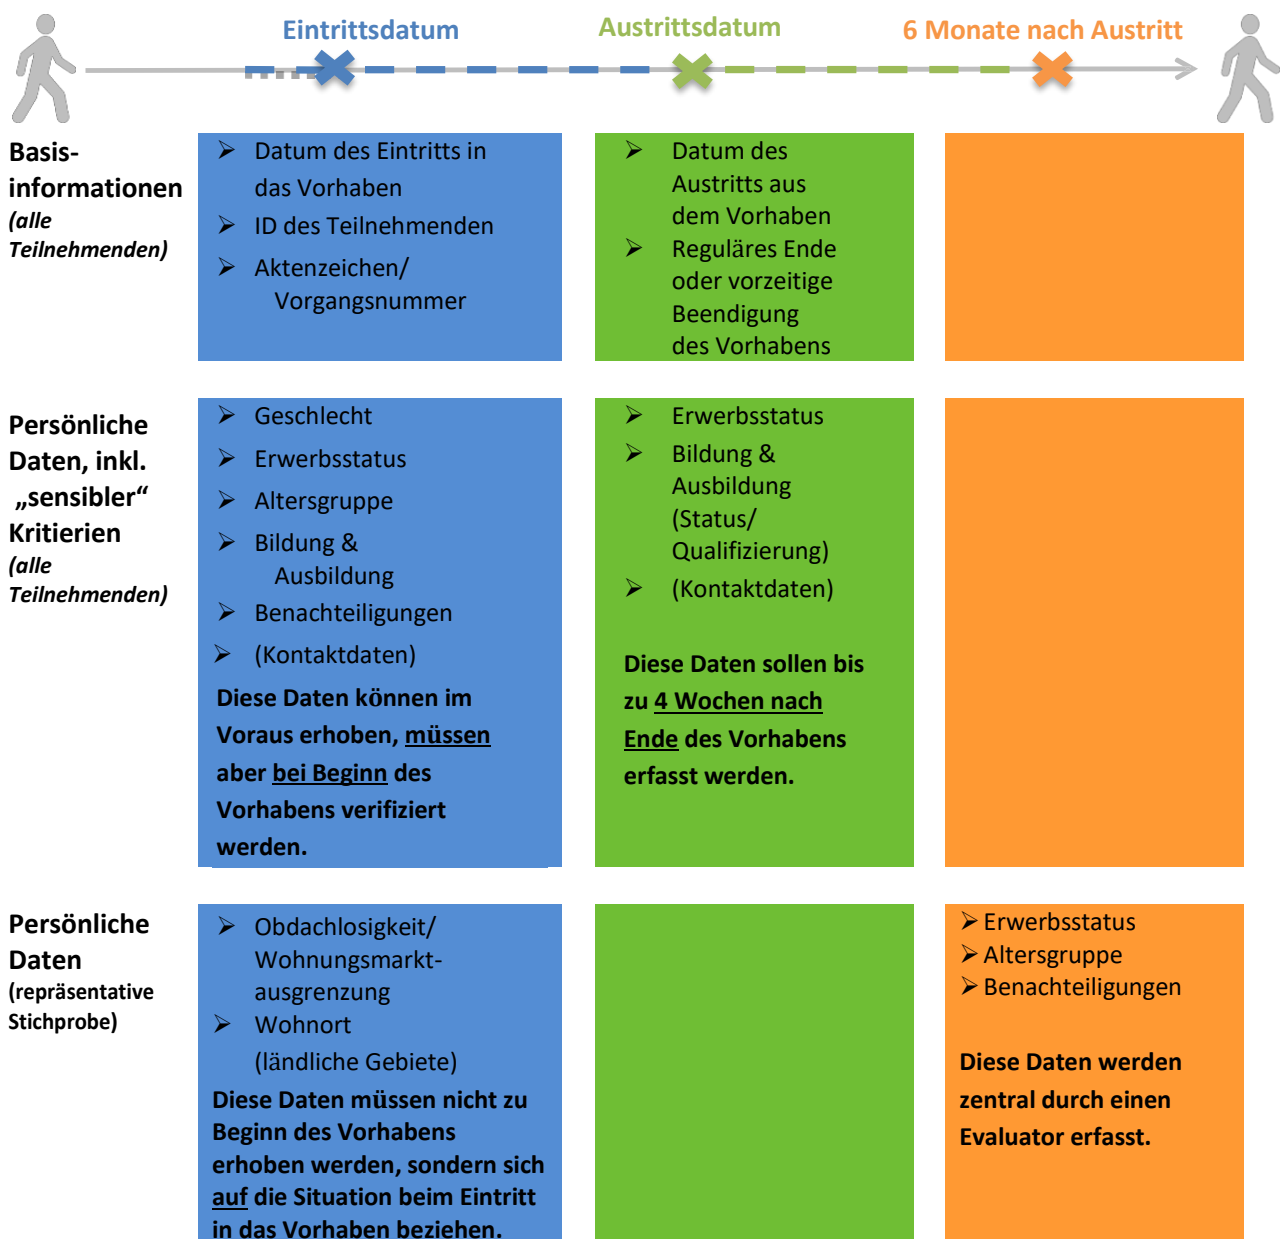 Eintrittsdatum
Austrittsdatum
6 Monate nach Austritt
Basis-
informationen
(alle
Teilnehmenden)
➢ Datum des Eintritts in
das Vorhaben
➢ ID des Teilnehmenden
➢ Aktenzeichen/
Vorgangsnummer
➢ Datum des
Austritts aus
dem Vorhaben
➢ Reguläres Ende
oder vorzeitige
Beendigung
des Vorhabens
Persönliche
Daten, inkl.
„sensibler“
Kritierien
(alle
Teilnehmenden)
➢ Geschlecht
➢ Erwerbsstatus
➢ Altersgruppe
➢ Bildung &
Ausbildung
➢ Benachteiligungen
➢ (Kontaktdaten)
Diese Daten können im
Voraus erhoben, müssen
aber bei Beginn des
Vorhabens verifiziert
werden.
➢ Erwerbsstatus
➢ Bildung &
Ausbildung
(Status/
Qualifizierung)
➢ (Kontaktdaten)
Diese Daten sollen bis
zu 4 Wochen nach
Ende des Vorhabens
erfasst werden.
Persönliche
Daten
(repräsentative
Stichprobe)
➢ Obdachlosigkeit/
Wohnungsmarkt-
ausgrenzung
➢ Wohnort
(ländliche Gebiete)
Diese Daten müssen nicht zu
Beginn des Vorhabens
erhoben werden, sondern sich
auf die Situation beim Eintritt
in das Vorhaben beziehen.
➢ Erwerbsstatus
➢ Altersgruppe
➢ Benachteiligungen
Diese Daten werden
zentral durch einen
Evaluator erfasst.